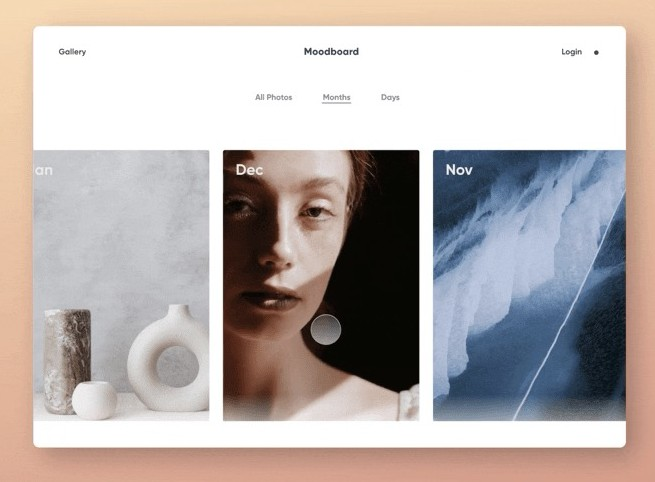 Gallery Moodboard Login
All Photos Months Days
an Dec Nov